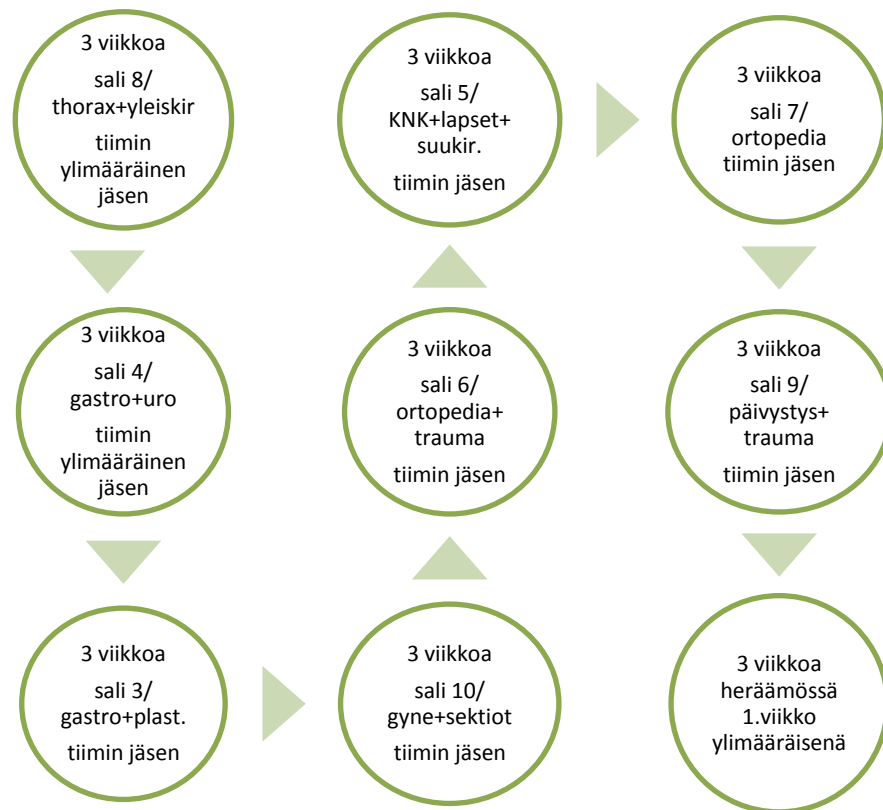 3 viikkoa
sali 8/
thorax+yleiskir
tiimin
ylimääräinen
jäsen
3 viikkoa
sali 4/
gastro+uro
tiimin
ylimääräinen
jäsen
3 viikkoa
sali 3/
gastro+plast.
tiimin jäsen
3 viikkoa
sali 10/
gyne+sektiot
tiimin jäsen
3 viikkoa
sali 6/
ortopedia+
trauma
tiimin jäsen
3 viikkoa
sali 5/
KNK+lapset+
suukir.
tiimin jäsen
3 viikkoa
sali 7/
ortopedia
tiimin jäsen
3 viikkoa
sali 9/
päivystys+
trauma
tiimin jäsen
3 viikkoa
heräämössä
1.viikko
ylimääräisenä